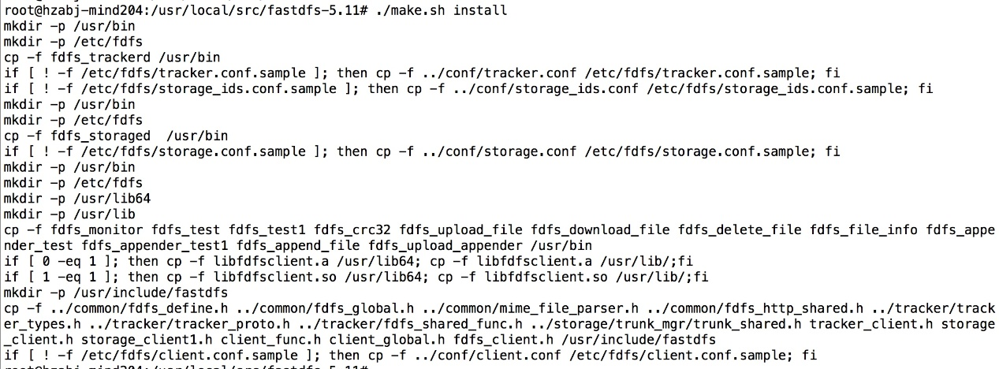 root@hzabj-mind204:/usr/local/src/fastdfs-5.11# ./make.sh install
mkdir -p /usr/bin
mkdir -p /etc/fdfs
cp -f fdfs_trackerd /usr/bin
if [ ! -f /etc/fdfs/tracker.conf.sample ]; then cp -f ../conf/tracker.conf /etc/fdfs/tracker.conf.sample; fi
if [ ! -f /etc/fdfs/storage_ids.conf.sample ]; then cp -f ../conf/storage_ids.conf /etc/fdfs/storage_ids.conf.sample; fi
mkdir -p /usr/bin
mkdir -p /etc/fdfs
cp -f fdfs_storaged  /usr/bin
if [ ! -f /etc/fdfs/storage.conf.sample ]; then cp -f ../conf/storage.conf /etc/fdfs/storage.conf.sample; fi
mkdir -p /usr/bin
mkdir -p /etc/fdfs
mkdir -p /usr/lib64
mkdir -p /usr/lib
cp -f fdfs_monitor fdfs_test fdfs_test1 fdfs_crc32 fdfs_upload_file fdfs_download_file fdfs_delete_file fdfs_file_info fdfs_appe
nder_test fdfs_appender_test1 fdfs_append_file fdfs_upload_appender /usr/bin
if [ 0 -eq 1 ]; then cp -f libfdfsclient.a /usr/lib64; cp -f libfdfsclient.a /usr/lib/;fi
if [ 1 -eq 1 ]; then cp -f libfdfsclient.so /usr/lib64; cp -f libfdfsclient.so /usr/lib/;fi
mkdir -p /usr/include/fastdfs
cp -f ../common/fdfs_define.h ../common/fdfs_global.h ../common/mime_file_parser.h ../common/fdfs_http_shared.h ../tracker/track
er_types.h ../tracker/tracker_proto.h ../tracker/fdfs_shared_func.h ../storage/trunk_mgr/trunk_shared.h tracker_client.h storage
_client.h storage_client1.h client_func.h client_global.h fdfs_client.h /usr/include/fastdfs
if [ ! -f /etc/fdfs/client.conf.sample ]; then cp -f ../conf/client.conf /etc/fdfs/client.conf.sample; fi
root@hzabj-mind204:/usr/local/src/fastdfs-5.11#